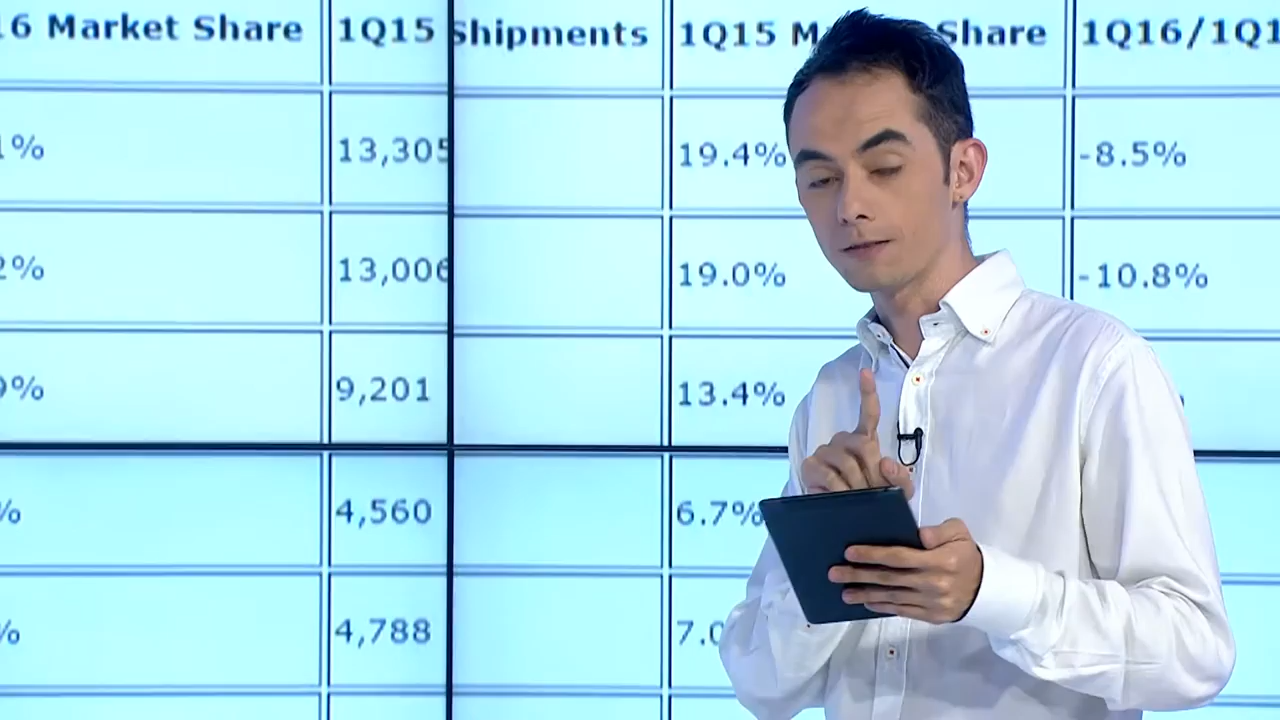 16 Market Share 1Q15 Shipments 1Q15 Share 1Q16/1Q1
1% 13,305 19.4% -8.5%
2% 13,006 19.0% -10.8%
9% 9,201 13.4%
% 4,560 6.7%
% 4,788 7.0